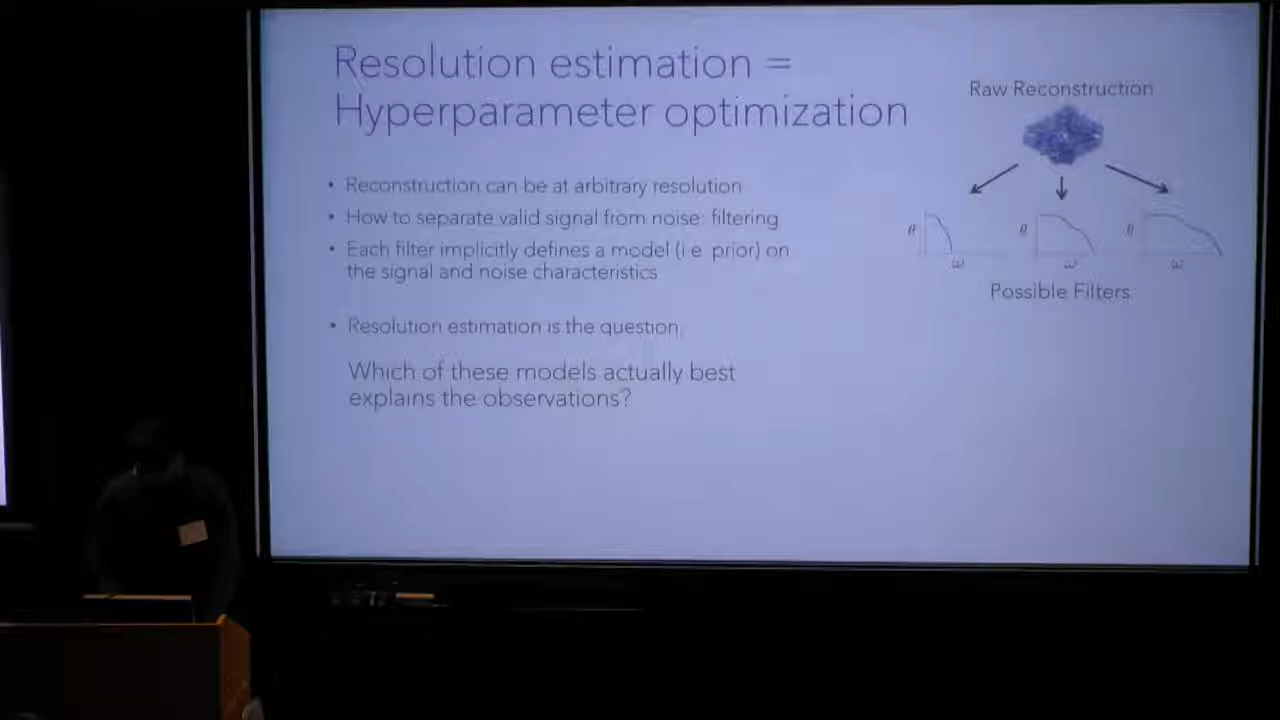 Resolution estimation =
Hyperparameter optimization
• Reconstruction can be at arbitrary resolution
• How to separate valid signal from noise: filtering
• Each filter implicitly defines a model (i e prior) on
the signal and noise characteristics
• Resolution estimation is the question
Which of these models actually best
explains the observations?
Raw Reconstruction
θ θ θ
ω ω ω
Possible Filters